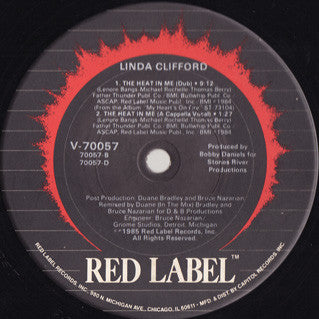 LINDA CLIFFORD
1. THE HEAT IN ME (Dub) • 9:12
(Lenore Bangs Michael Rochelle Thomas Berry)
Father Thunder Publ. Co / BMI, Bullwhip Publ. Co
ASCAP, Red Label Music Publ., Inc / BMI ℗1984
(From the Album "My Heart's On Fire" ST 73104)
2. THE HEAT IN ME (A Cappella Vocal) • 1:27
(Lenore Bangs Michael Rochelle Thomas Berry)
Father Thunder Publ. Co / BMI, Bullwhip Publ. Co
ASCAP, Red Label Music Publ. Inc / BMI ℗1984
V-70057
70057-B
70057-D
Produced by
Bobby Daniels for
Stones River
Productions
Post Production: Duane Bradley and Bruce Nazarian.
Remixed by Duane (In The Mix) Bradley and
Bruce Nazarian for D & B Productions
Engineer: Bruce Nazarian
Gnome Studios, Detroit, Michigan
℗1985 Red Label Records, Inc.
All Rights Reserved.
RED LABEL™
RED LABEL RECORDS, INC., 980 N. MICHIGAN AVE., CHICAGO, IL 60611 • MFD. & DIST. BY CAPITOL RECORDS, INC.